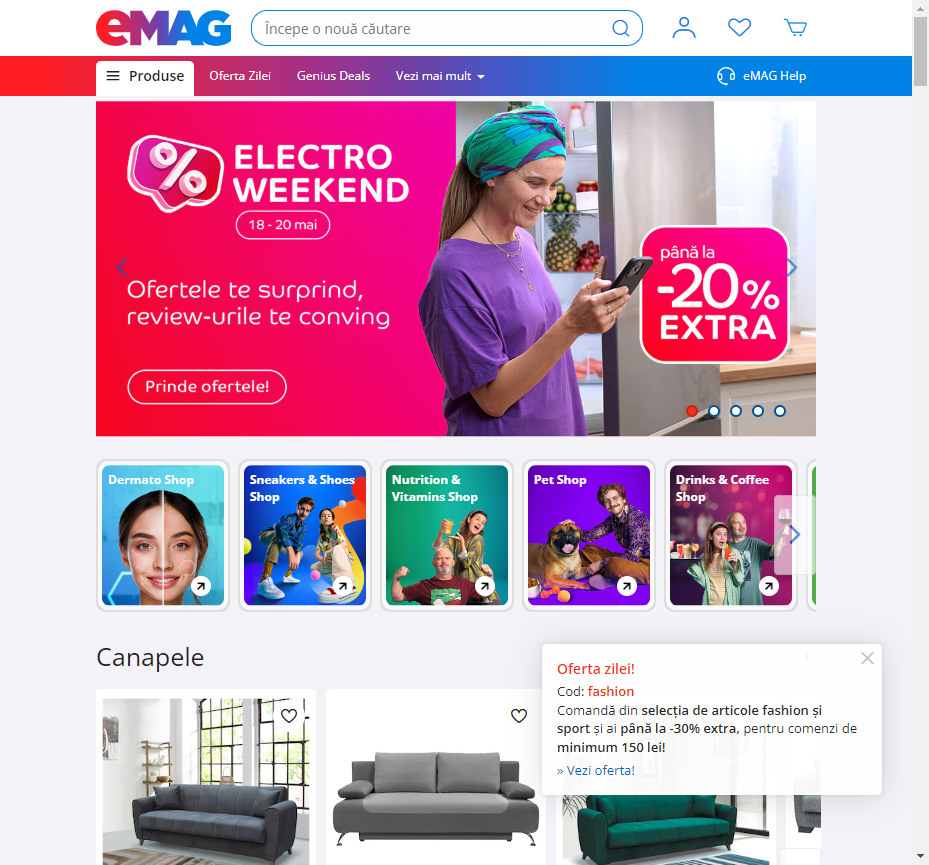 eMAG
Începe o nouă căutare
Produse
Oferta Zilei
Genius Deals
Vezi mai mult
eMAG Help
%
ELECTRO
WEEKEND
18 - 20 mai
Ofertele te surprind,
review-urile te conving
Prinde ofertele!
până la
-20%
EXTRA
Dermato Shop
Sneakers & Shoes
Shop
Nutrition &
Vitamins Shop
Pet Shop
Drinks & Coffee
Shop
Canapele
Oferta zilei!
Cod: fashion
Comandă din selecția de articole fashion și
sport și ai până la -30% extra, pentru comenzi de
minimum 150 lei!
» Vezi oferta!